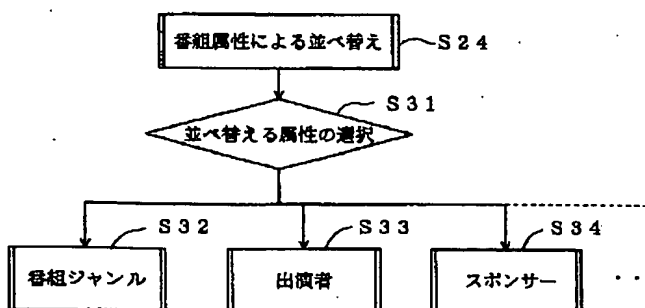 番組属性による並べ替え
S24
S31
並べ替える属性の選択
S32
S33
S34
番組ジャンル
出演者
スポンサー
・・